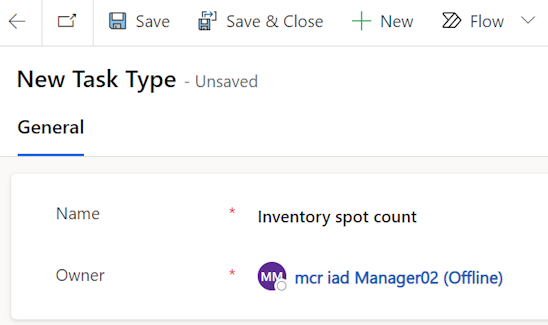 Save Save & Close New Flow
New Task Type - Unsaved
General
Name * Inventory spot count
Owner * MM mcr iad Manager02 (Offline)